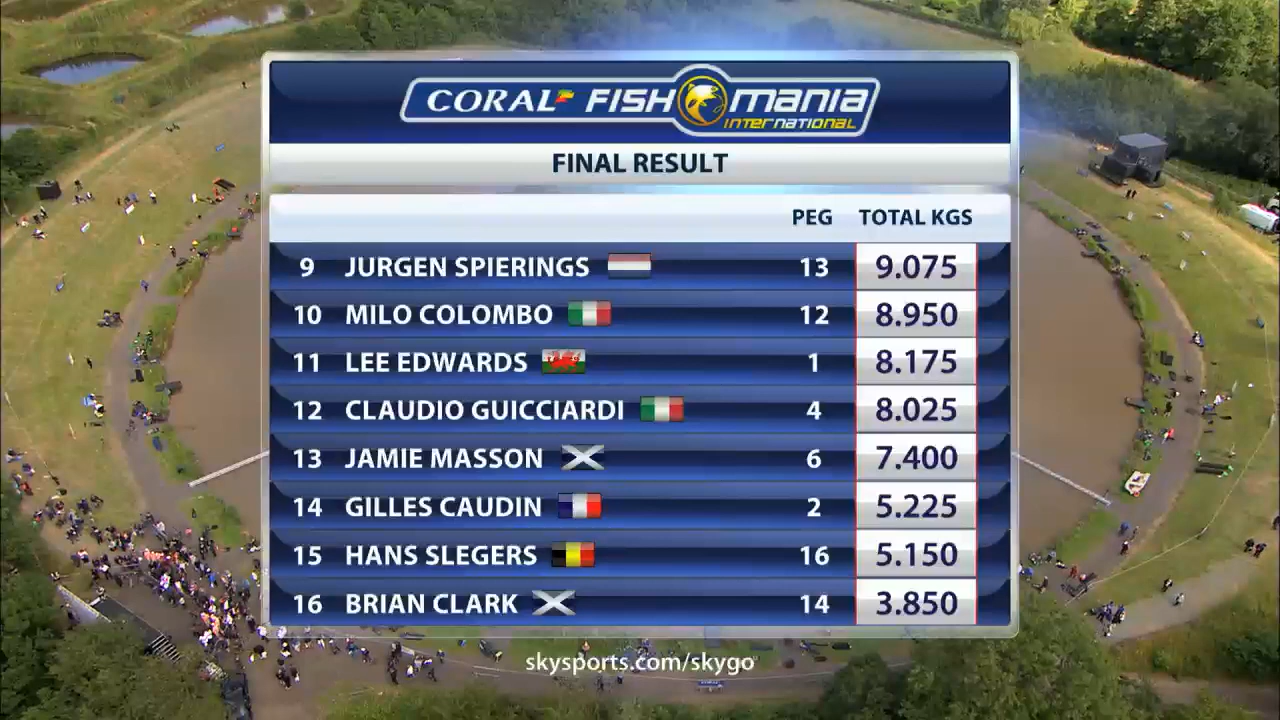 CORAL FISHOMANIA
INTERNATIONAL
FINAL RESULT
PEG TOTAL KGS
9 JURGEN SPIERINGS 13 9.075
10 MILO COLOMBO 12 8.950
11 LEE EDWARDS 1 8.175
12 CLAUDIO GUICCIARDI 4 8.025
13 JAMIE MASSON 6 7.400
14 GILLES CAUDIN 2 5.225
15 HANS SLEGERS 16 5.150
16 BRIAN CLARK 14 3.850
skysports.com/skygo